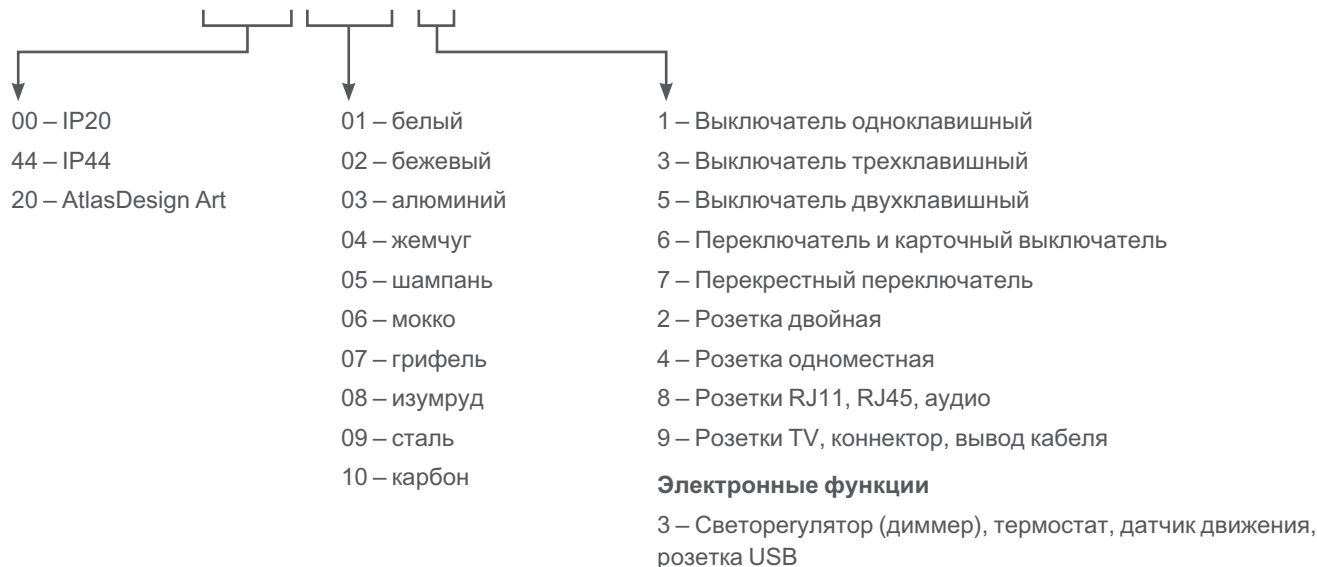 00 – IP20
44 – IP44
20 – AtlasDesign Art
01 – белый
02 – бежевый
03 – алюминий
04 – жемчуг
05 – шампань
06 – мокко
07 – грифель
08 – изумруд
09 – сталь
10 – карбон
1 – Выключатель одноклавишный
3 – Выключатель трехклавишный
5 – Выключатель двухклавишный
6 – Переключатель и карточный выключатель
7 – Перекрестный переключатель
2 – Розетка двойная
4 – Розетка одноместная
8 – Розетки RJ11, RJ45, аудио
9 – Розетки TV, коннектор, вывод кабеля
Электронные функции
3 – Светорегулятор (диммер), термостат, датчик движения,
розетка USB